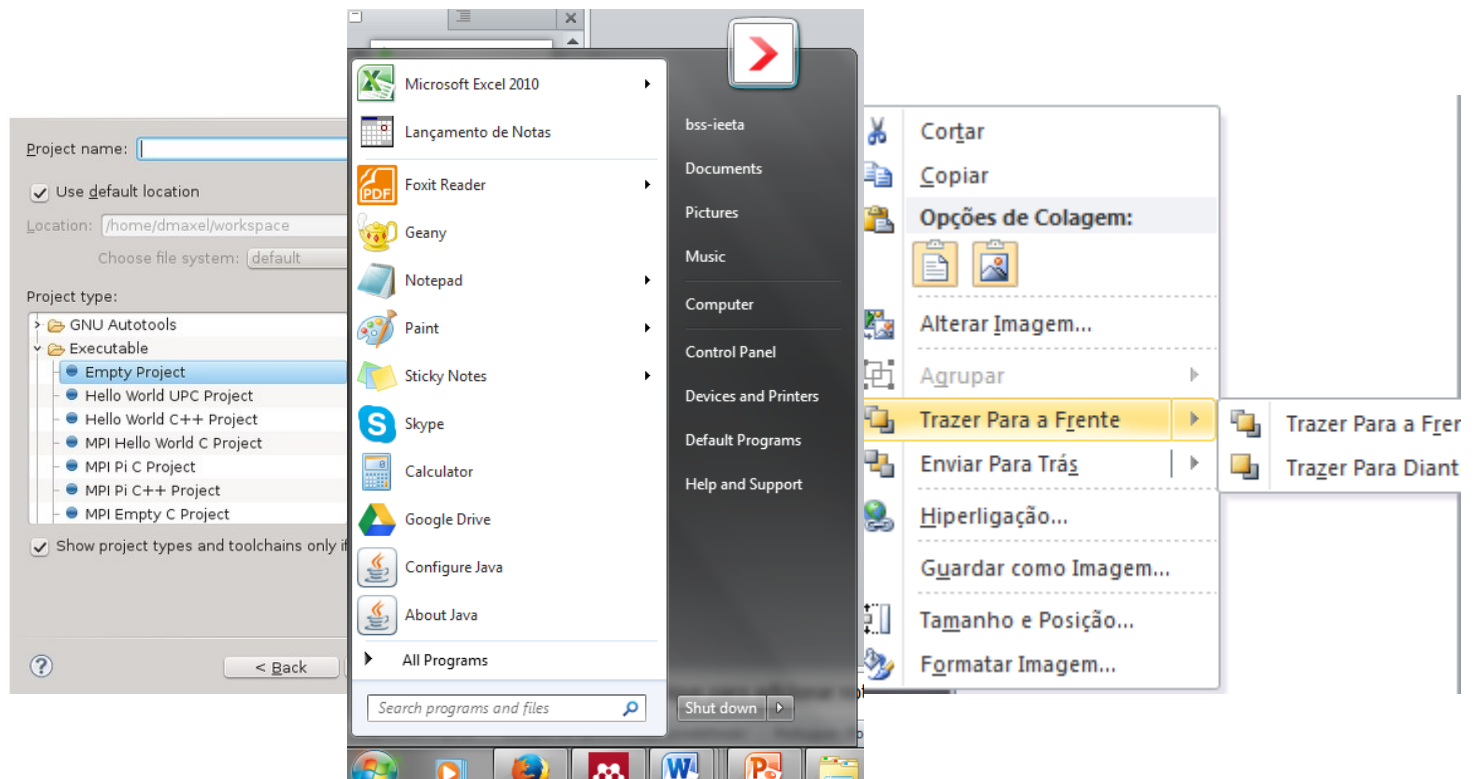 Project name:
Use default location
Location: /home/dmaxel/workspace
Choose file system: default
Project type:
GNU Autotools
Executable
Empty Project
Hello World UPC Project
Hello World C++ Project
MPI Hello World C Project
MPI Pi C Project
MPI Pi C++ Project
MPI Empty C Project
Show project types and toolchains only if
?
< Back
Microsoft Excel 2010
Lançamento de Notas
PDF
Foxit Reader
Geany
Notepad
Paint
Sticky Notes
S
Skype
Calculator
Google Drive
Configure Java
About Java
All Programs
Search programs and files
bss-ieeta
Documents
Pictures
Music
Computer
Control Panel
Devices and Printers
Default Programs
Help and Support
Shut down
W
P
Cortar
Copiar
Opções de Colagem:
Alterar Imagem...
Agrupar
Trazer Para a Frente
Enviar Para Trás
Hiperligação...
Guardar como Imagem...
Tamanho e Posição...
Formatar Imagem...
Trazer Para a Frer
Trazer Para Diant